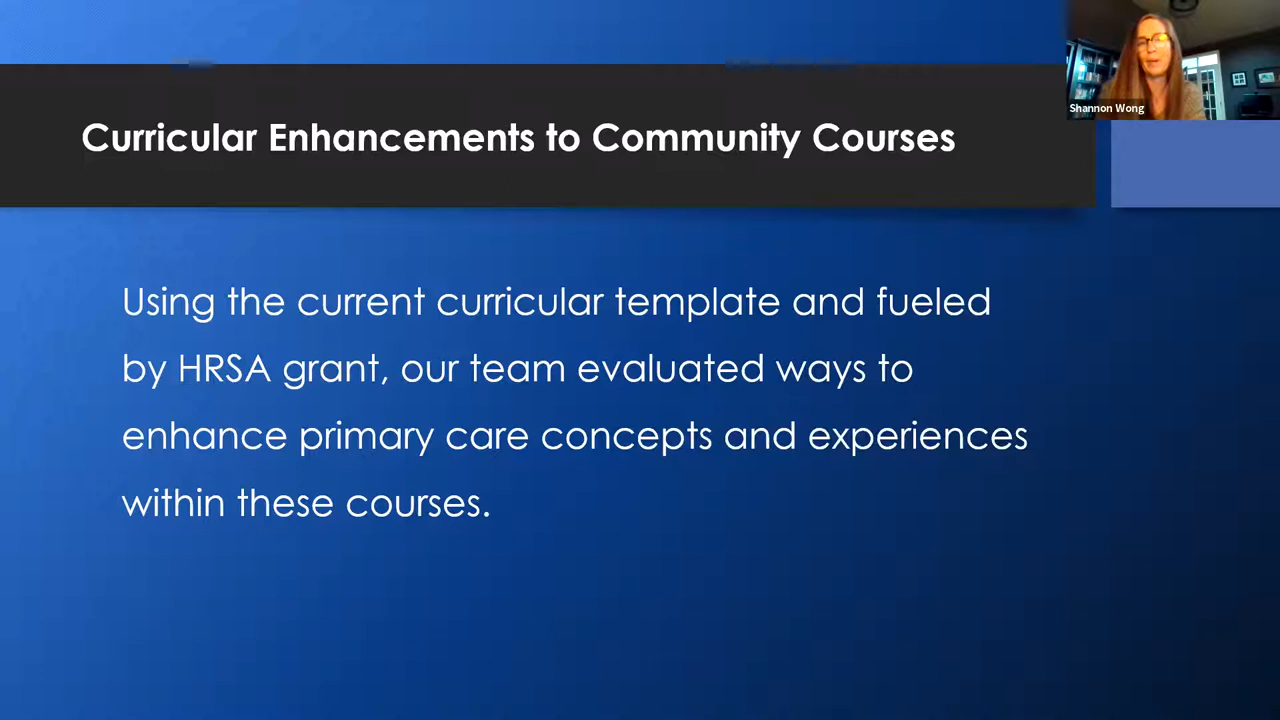 Shannon Wong
Curricular Enhancements to Community Courses
Using the current curricular template and fueled
by HRSA grant, our team evaluated ways to
enhance primary care concepts and experiences
within these courses.